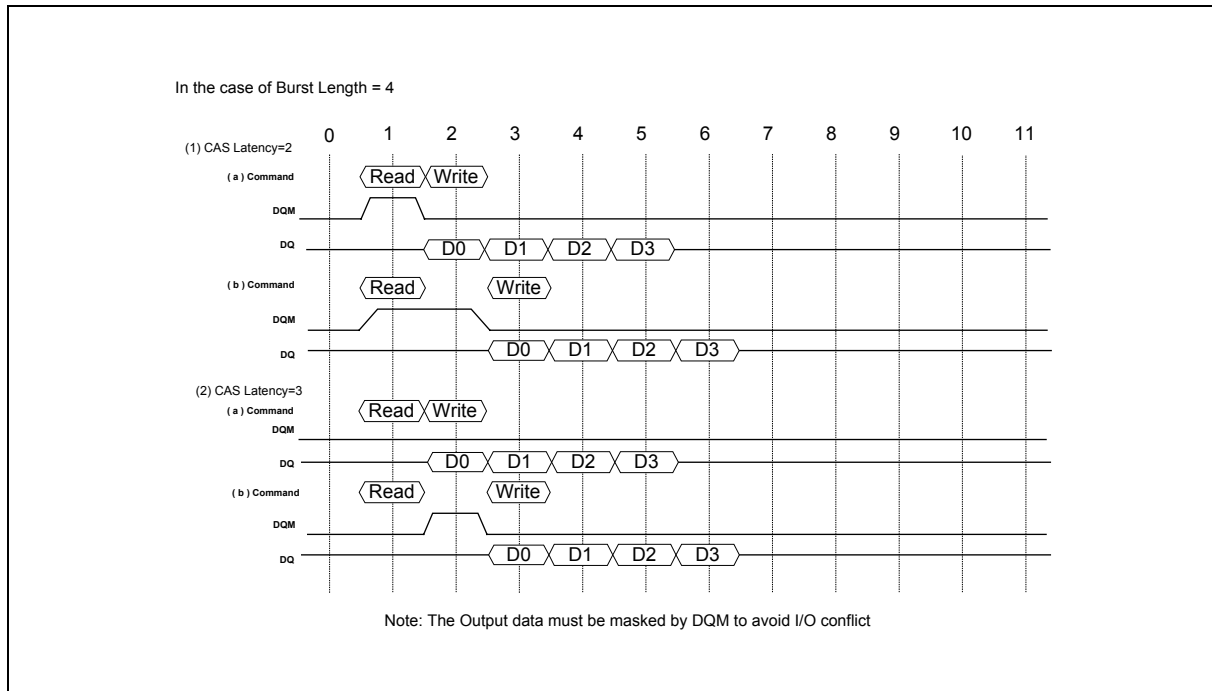 In the case of Burst Length = 4
0 1 2 3 4 5 6 7 8 9 10 11
(1) CAS Latency=2
( a ) Command Read Write
DQM
DQ D0 D1 D2 D3
( b ) Command Read Write
DQM
DQ D0 D1 D2 D3
(2) CAS Latency=3
( a ) Command Read Write
DQM
DQ D0 D1 D2 D3
( b ) Command Read Write
DQM
DQ D0 D1 D2 D3
Note: The Output data must be masked by DQM to avoid I/O conflict